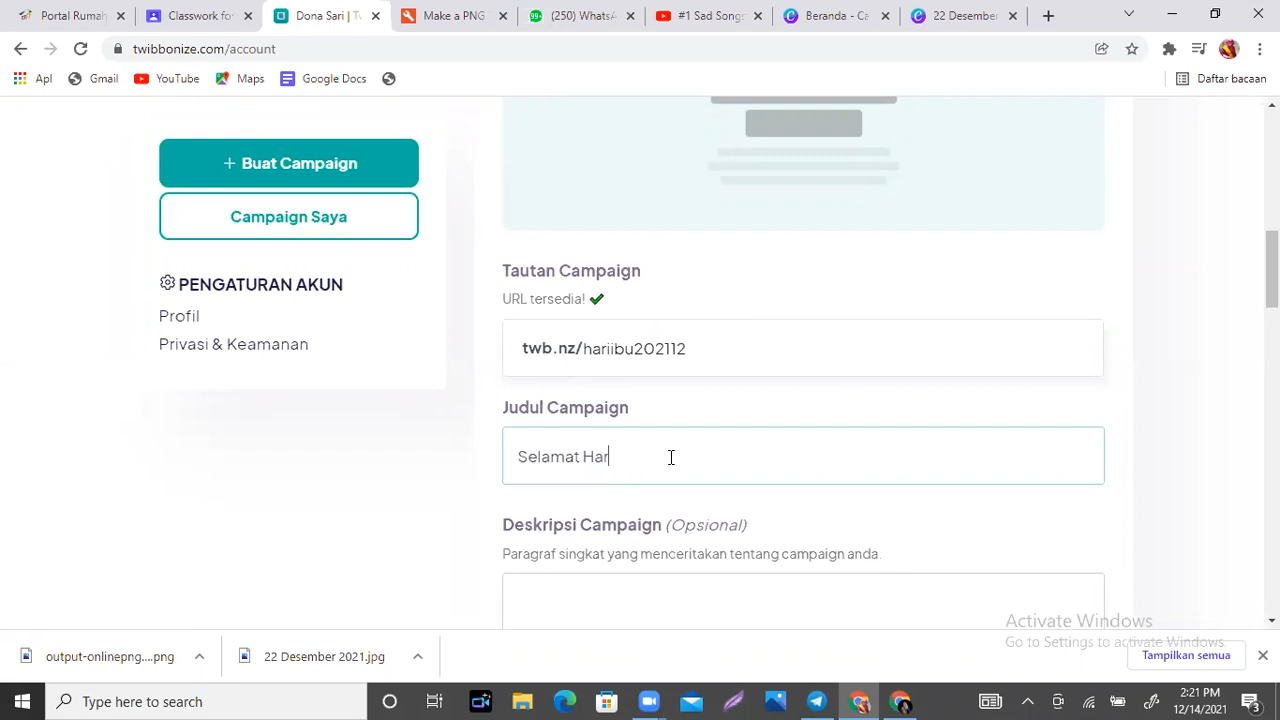 Portal Rumah
Classwork for
Dona Sari | T
Make a PNG
(250) WhatsA
#1 Sad Song
Beranda - Ca
22 Desember
twibbonize.com/account
Apl
Gmail
YouTube
Maps
Google Docs
Daftar bacaan
+ Buat Campaign
Campaign Saya
PENGATURAN AKUN
Profil
Privasi & Keamanan
Tautan Campaign
URL tersedia!
twb.nz/hariibu202112
Judul Campaign
Selamat Har
Deskripsi Campaign (Opsional)
Paragraf singkat yang menceritakan tentang campaign anda.
Activate Windows
Go to Settings to activate Windows.
output-onlinepng....png
22 Desember 2021.jpg
Tampilkan semua
Type here to search
2:21 PM
12/14/2021
3